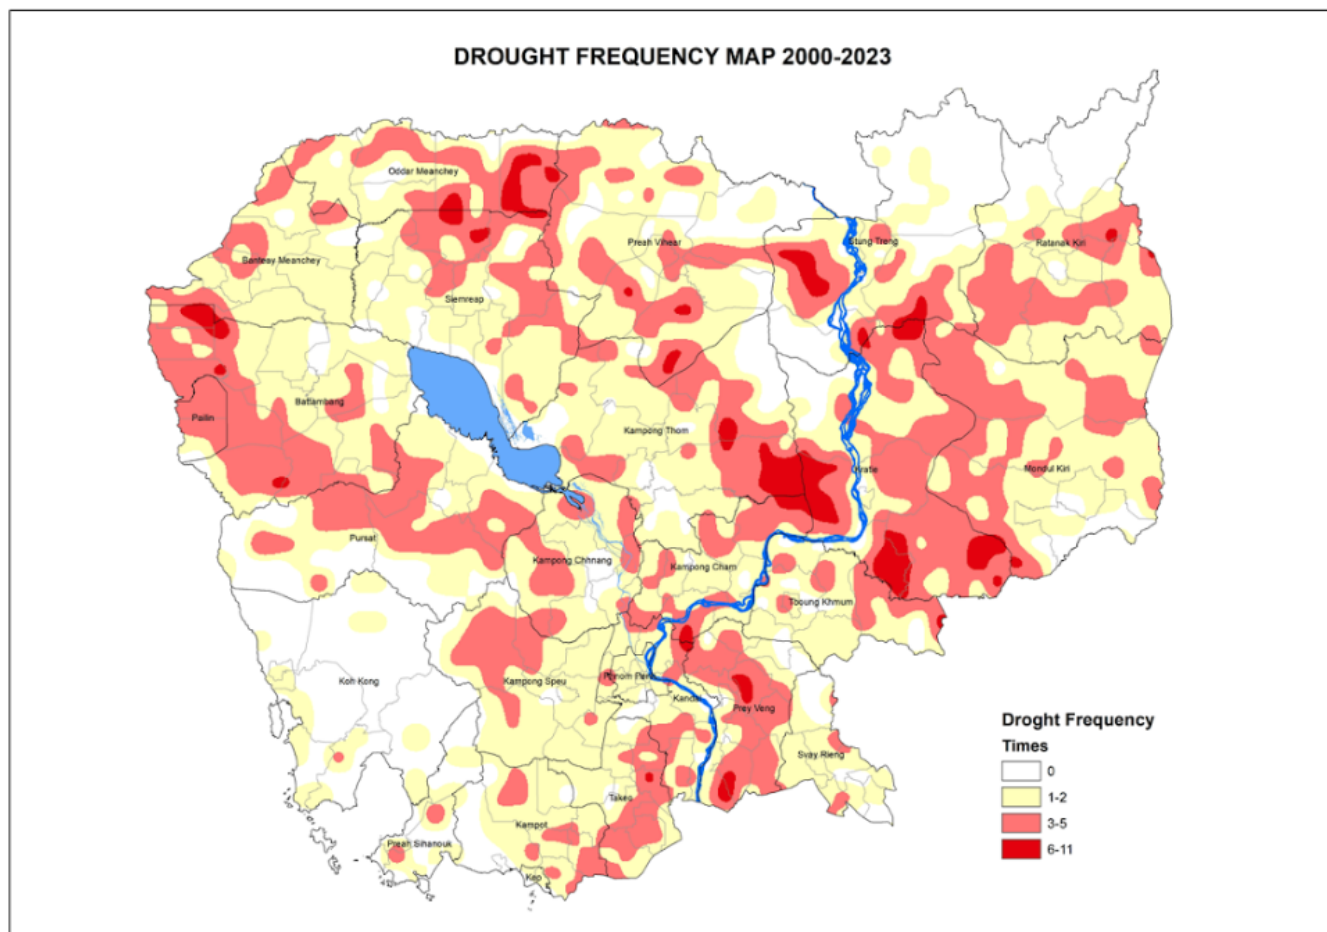 DROUGHT FREQUENCY MAP 2000-2023
Oddar Meanchey
Preah Vihear
Stung Treng
Ratanak Kiri
Banteay Meanchey
Siemreap
Battambang
Pailin
Kampong Thom
Kratie
Mondul Kiri
Pursat
Kampong Chhnang
Kampong Cham
Tboung Khmum
Koh Kong
Kampong Speu
Phnom Penh
Kandal
Prey Veng
Svay Rieng
Takeo
Kampot
Preah Sihanouk
Kep
Droght Frequency
Times
0
1-2
3-5
6-11